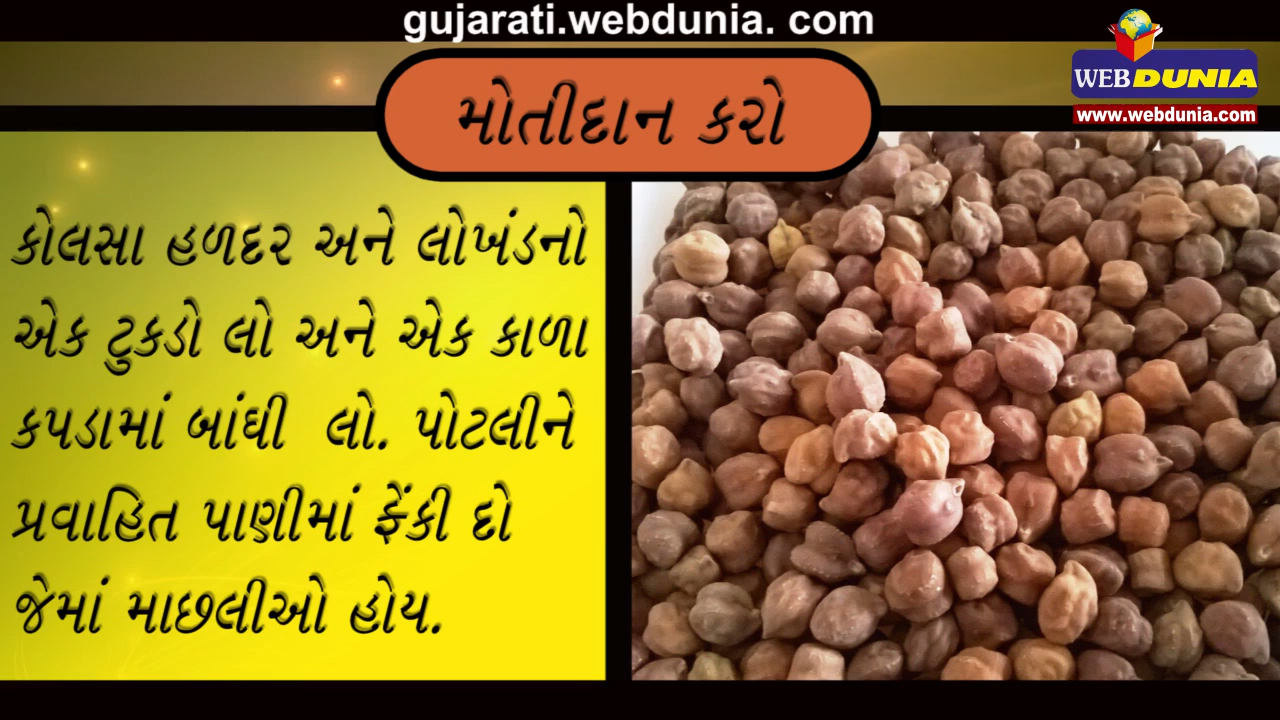 gujarati.webdunia. com
WEBDUNIA
www.webdunia.com
મોતીદાન કરો
કોલસા હળદર અને લોખંડનો
એક ટુકડો લો અને એક કાળા
કપડામાં બાંઘી લો. પોટલીને
પ્રવાહિત પાણીમાં ફેંકી દો
જેમાં માછલીઓ હોય.